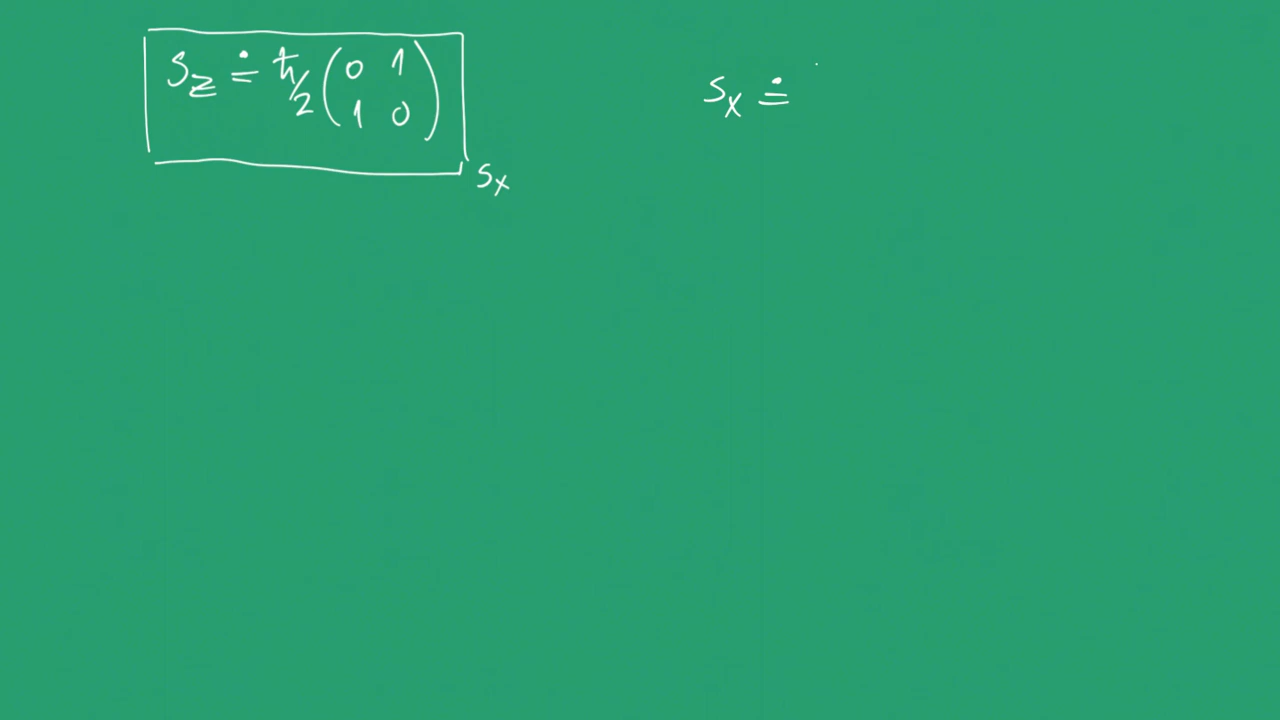 S_z ≐ ħ/2 (0 1
1 0)
S_x
S_x ≐